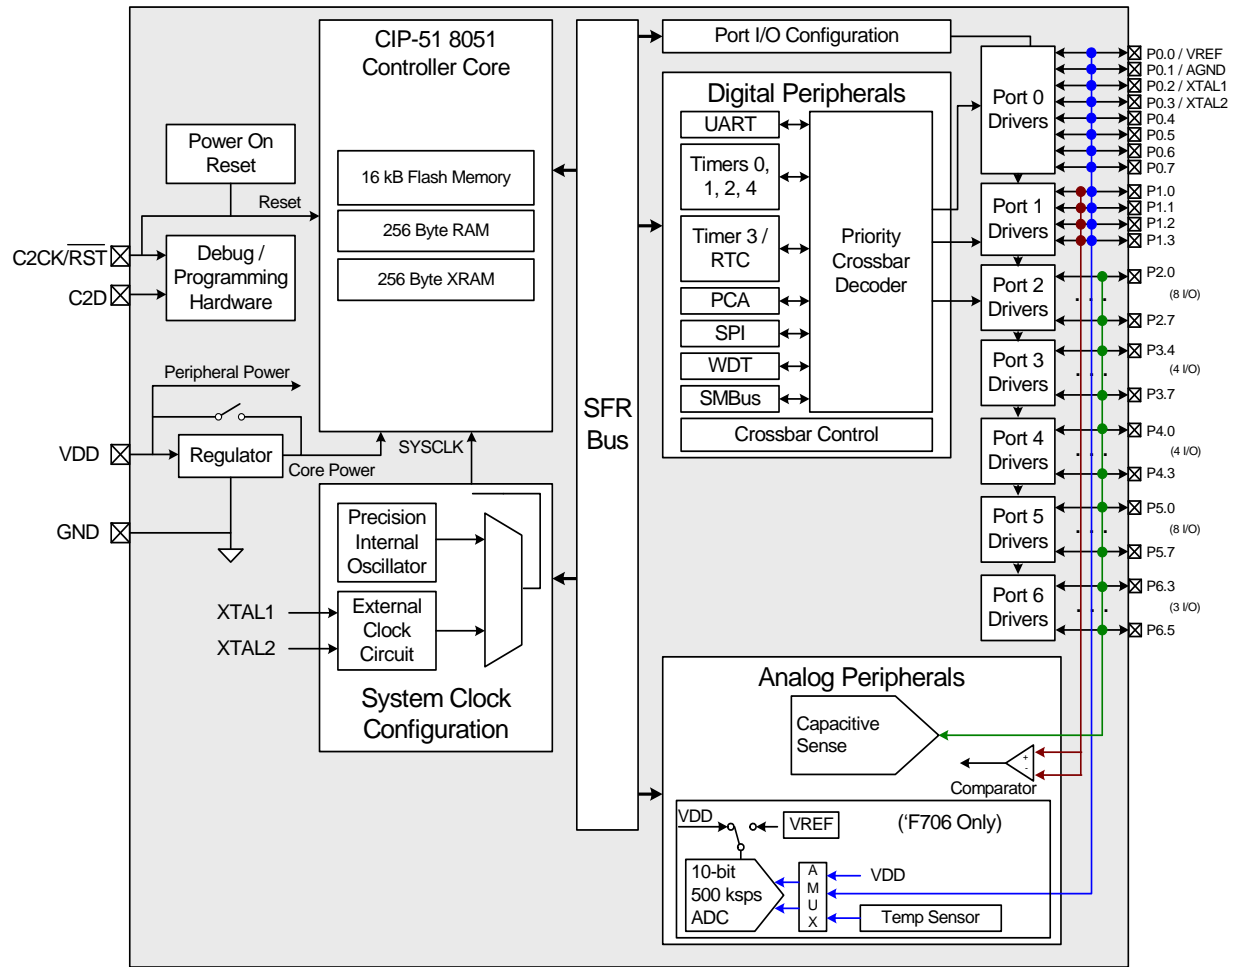 CIP-51 8051
Controller Core
16 kB Flash Memory
256 Byte RAM
256 Byte XRAM
Power On
Reset
Reset
C2CK/RST
Debug /
Programming
Hardware
C2D
Peripheral Power
VDD
Regulator
Core Power
SYSCLK
GND
Precision
Internal
Oscillator
XTAL1
XTAL2
External
Clock
Circuit
System Clock
Configuration
SFR
Bus
Port I/O Configuration
Digital Peripherals
UART
Timers 0,
1, 2, 4
Timer 3 /
RTC
PCA
SPI
WDT
SMBus
Priority
Crossbar
Decoder
Crossbar Control
Port 0
Drivers
Port 1
Drivers
Port 2
Drivers
Port 3
Drivers
Port 4
Drivers
Port 5
Drivers
Port 6
Drivers
P0.0 / VREF
P0.1 / AGND
P0.2 / XTAL1
P0.3 / XTAL2
P0.4
P0.5
P0.6
P0.7
P1.0
P1.1
P1.2
P1.3
P2.0
(8 I/O)
P2.7
P3.4
(4 I/O)
P3.7
P4.0
(4 I/O)
P4.3
P5.0
(8 I/O)
P5.7
P6.3
(3 I/O)
P6.5
Analog Peripherals
Capacitive
Sense
+
-
Comparator
VDD
VREF
('F706 Only)
10-bit
500 ksps
ADC
A
M
U
X
VDD
Temp Sensor